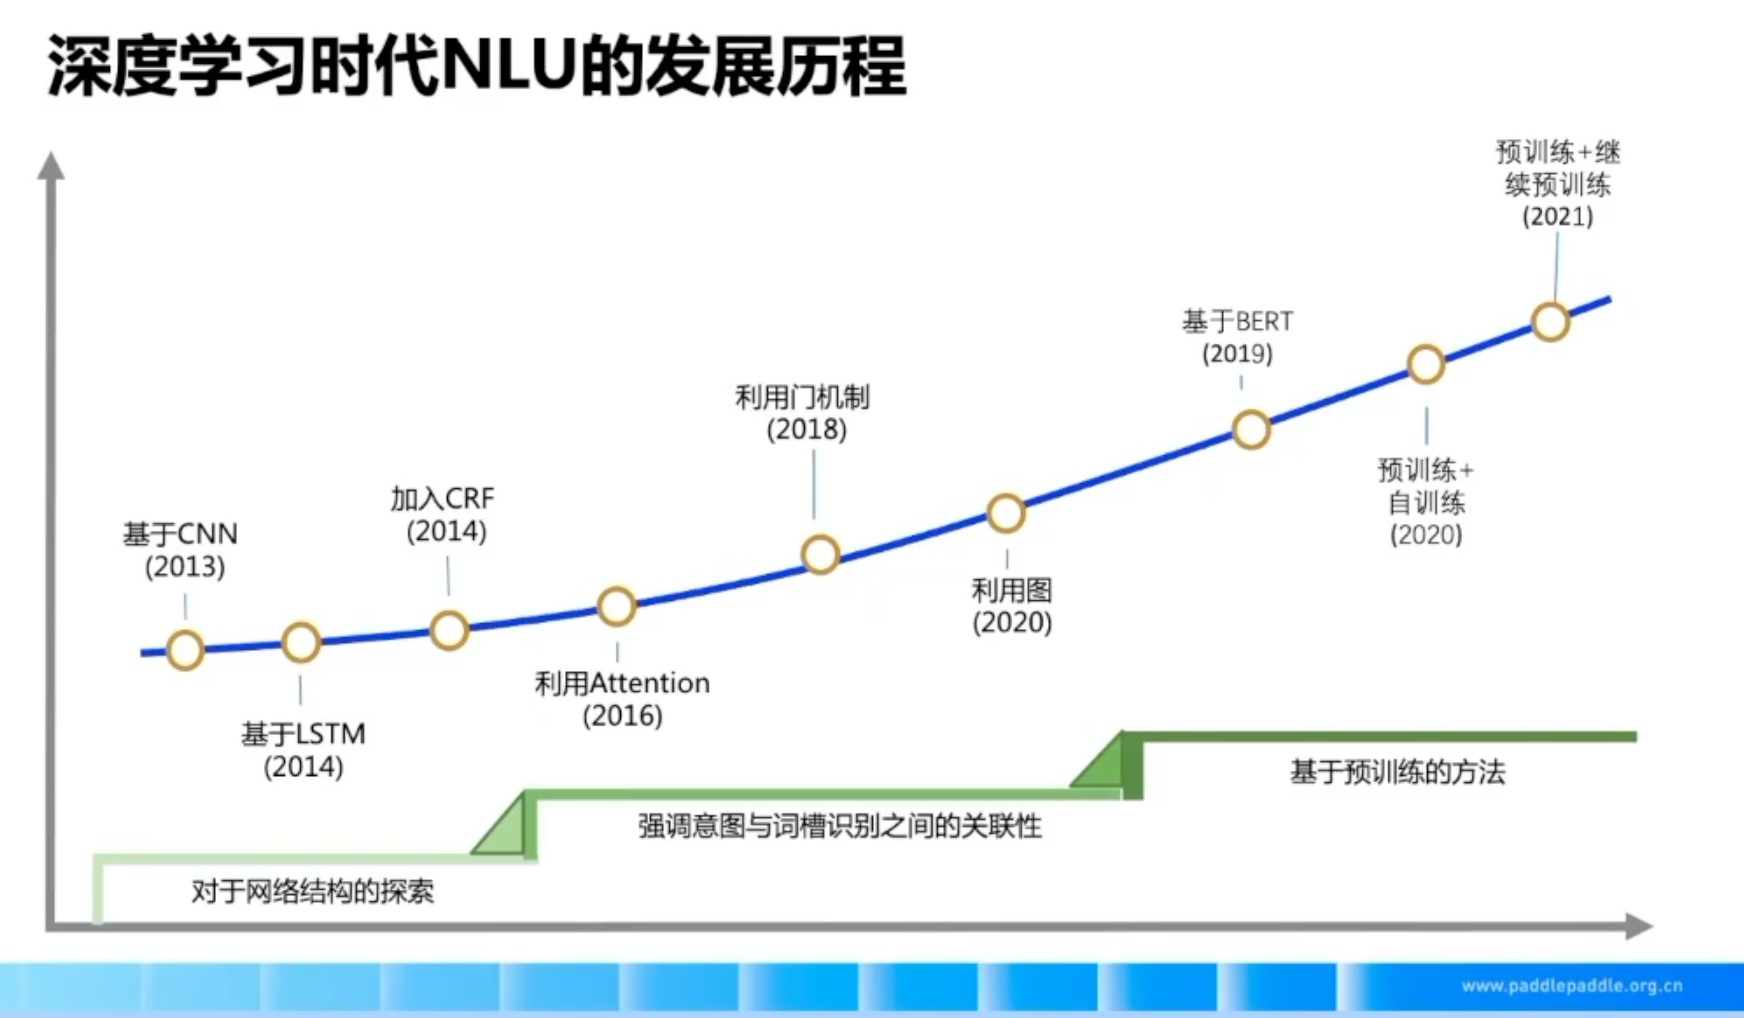 深度学习时代NLU的发展历程
基于CNN
(2013)
基于LSTM
(2014)
加入CRF
(2014)
利用Attention
(2016)
利用门机制
(2018)
利用图
(2020)
基于BERT
(2019)
预训练+
自训练
(2020)
预训练+继
续预训练
(2021)
对于网络结构的探索
强调意图与词槽识别之间的关联性
基于预训练的方法
www.paddlepaddle.org.cn